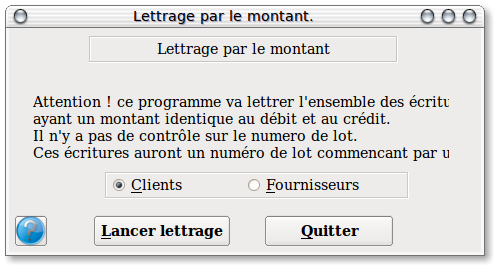 Lettrage par le montant.
Lettrage par le montant
Attention ! ce programme va lettrer l'ensemble des écritu
ayant un montant identique au débit et au crédit.
Il n'y a pas de contrôle sur le numero de lot.
Ces écritures auront un numéro de lot commencant par u
Clients Fournisseurs
Lancer lettrage Quitter